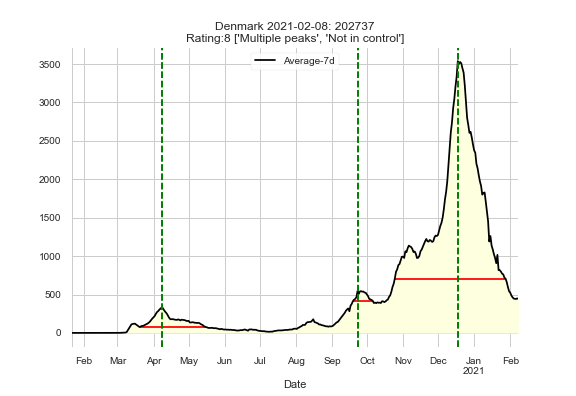 Denmark 2021-02-08: 202737
Rating:8 ['Multiple peaks', 'Not in control']
Average-7d
3500
3000
2500
2000
1500
1000
500
0
Feb Mar Apr May Jun Jul Aug Sep Oct Nov Dec Jan Feb
2021
Date